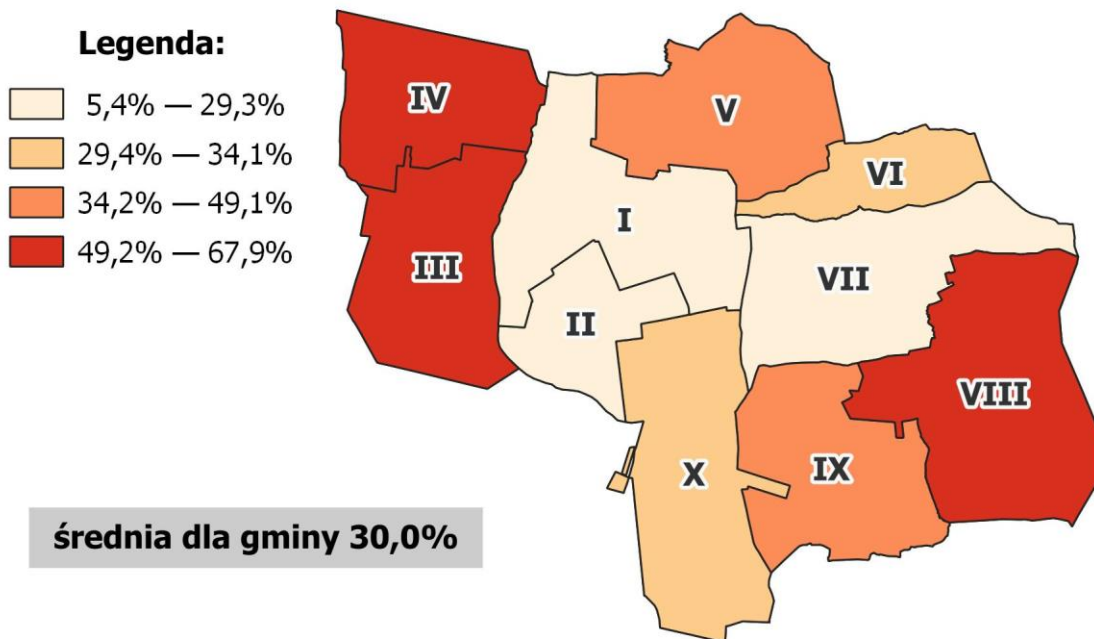 Legenda:
5,4% — 29,3%
29,4% — 34,1%
34,2% — 49,1%
49,2% — 67,9%
IV
V
VI
I
III
VII
II
VIII
X
IX
średnia dla gminy 30,0%